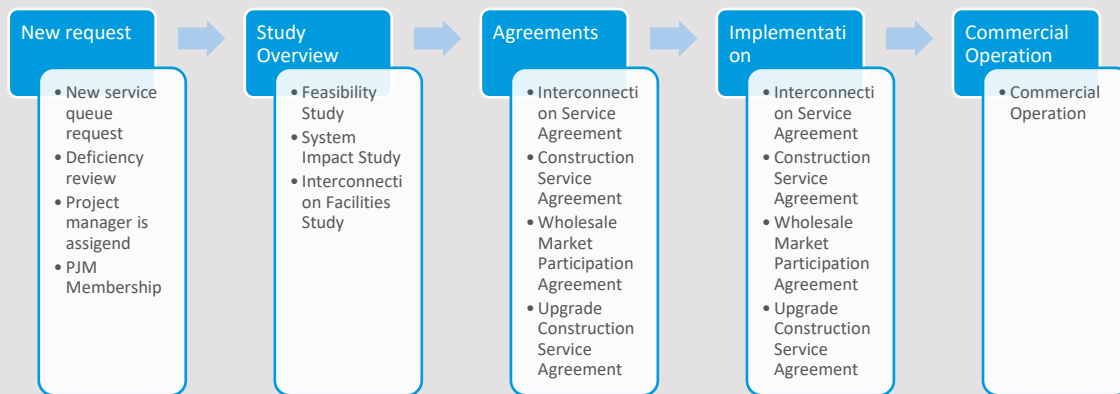 New request
• New service
queue
request
• Deficiency
review
• Project
manager is
assigend
• PJM
Membership
Study
Overview
• Feasibility
Study
• System
Impact Study
• Interconnecti
on Facilities
Study
Agreements
• Interconnecti
on Service
Agreement
• Construction
Service
Agreement
• Wholesale
Market
Participation
Agreement
• Upgrade
Construction
Service
Agreement
Implementati
on
• Interconnecti
on Service
Agreement
• Construction
Service
Agreement
• Wholesale
Market
Participation
Agreement
• Upgrade
Construction
Service
Agreement
Commercial
Operation
• Commercial
Operation